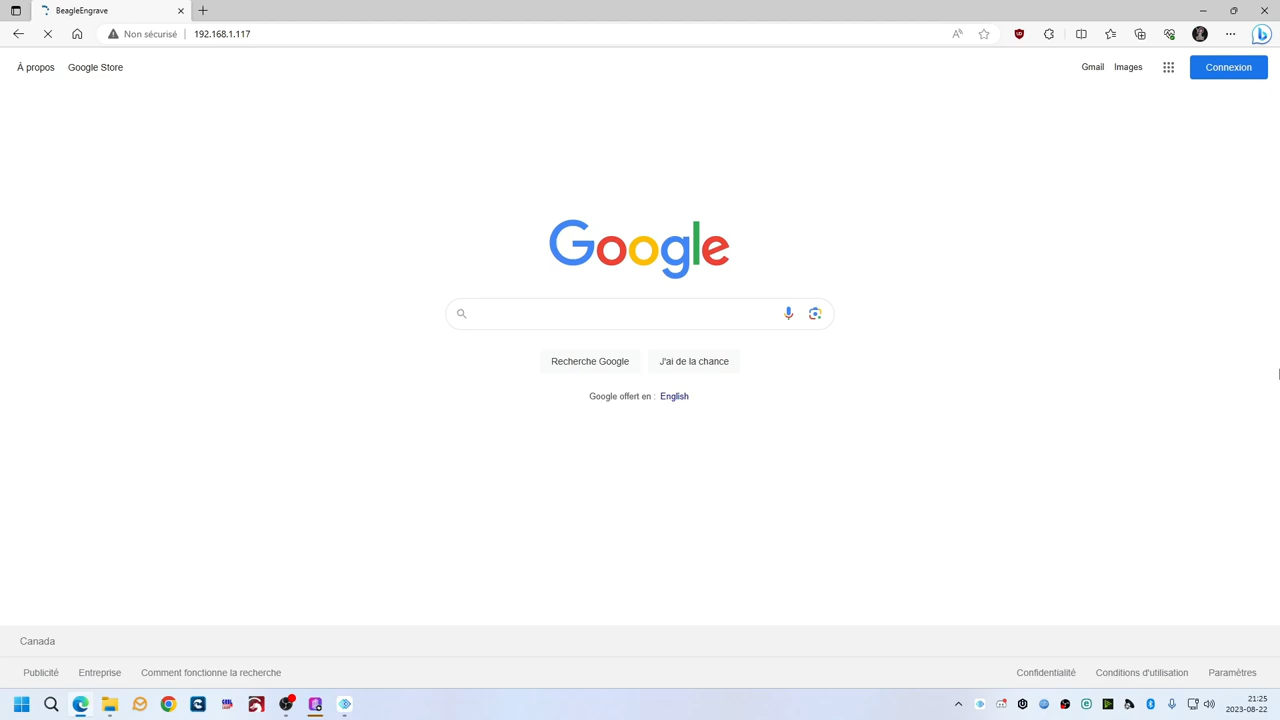 BeagleEngrave
Non sécurisé 192.168.1.117
À propos Google Store Gmail Images Connexion
Google
Recherche Google J'ai de la chance
Google offert en : English
Canada
Publicité Entreprise Comment fonctionne la recherche Confidentialité Conditions d'utilisation Paramètres
21:25
2023-08-22